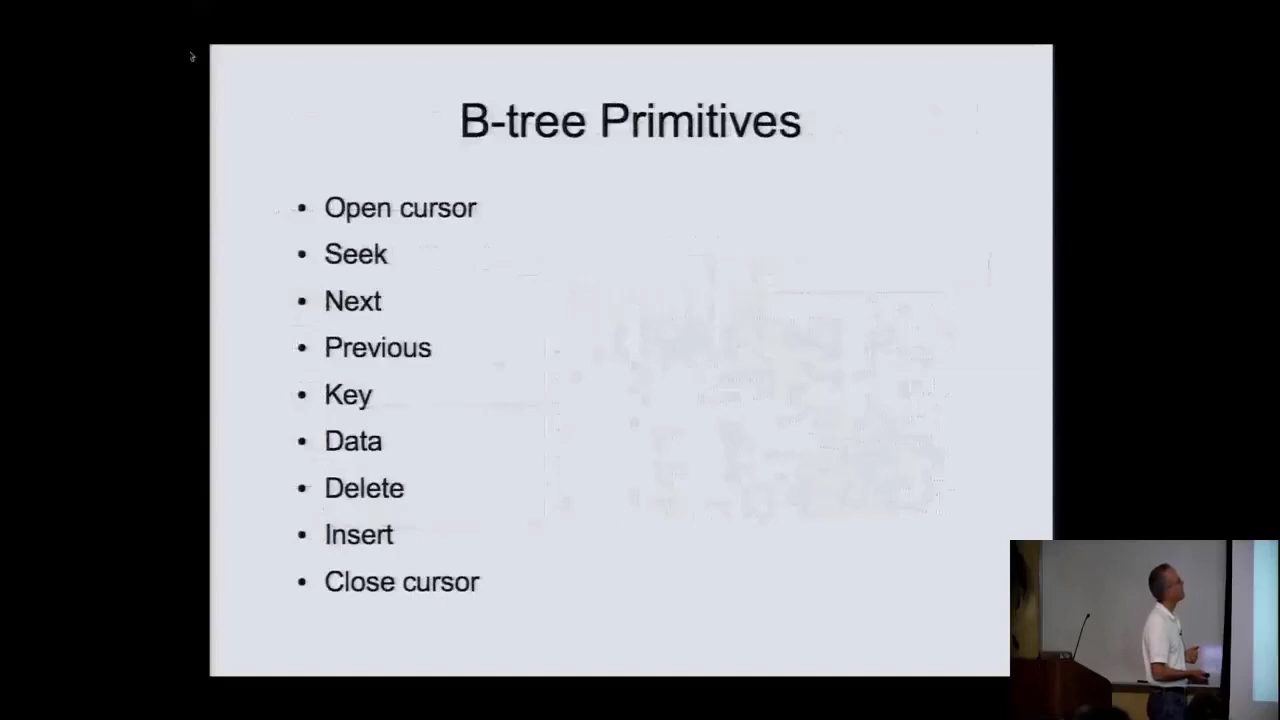 B-tree Primitives
• Open cursor
• Seek
• Next
• Previous
• Key
• Data
• Delete
• Insert
• Close cursor